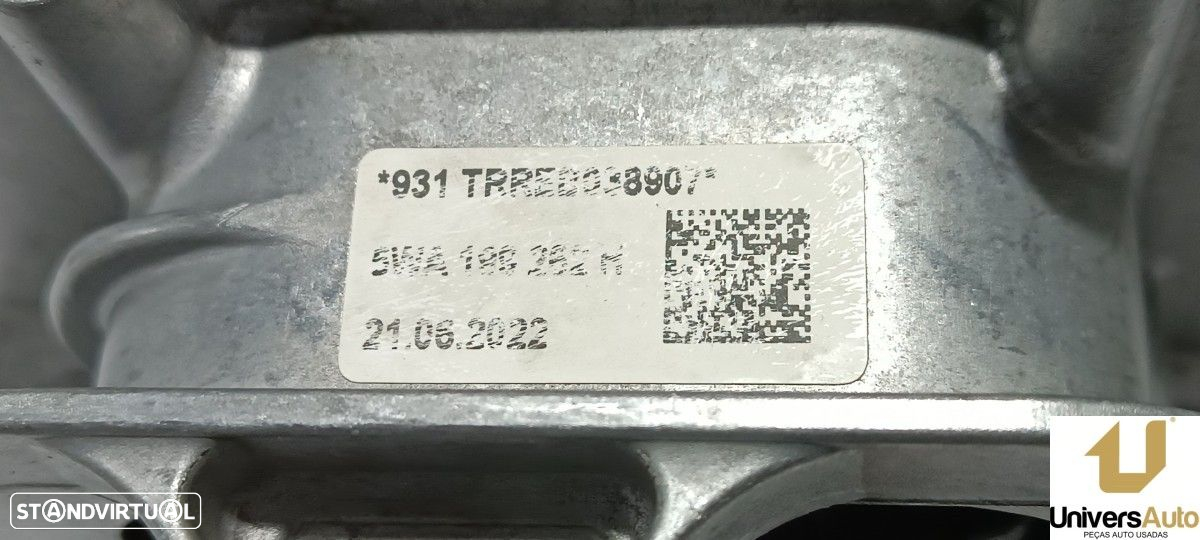 *931 TRREB038907*
5WA 199 262 N
21.06.2022
STANDVIRTUAL
UniversAuto
PEÇAS AUTO USADAS